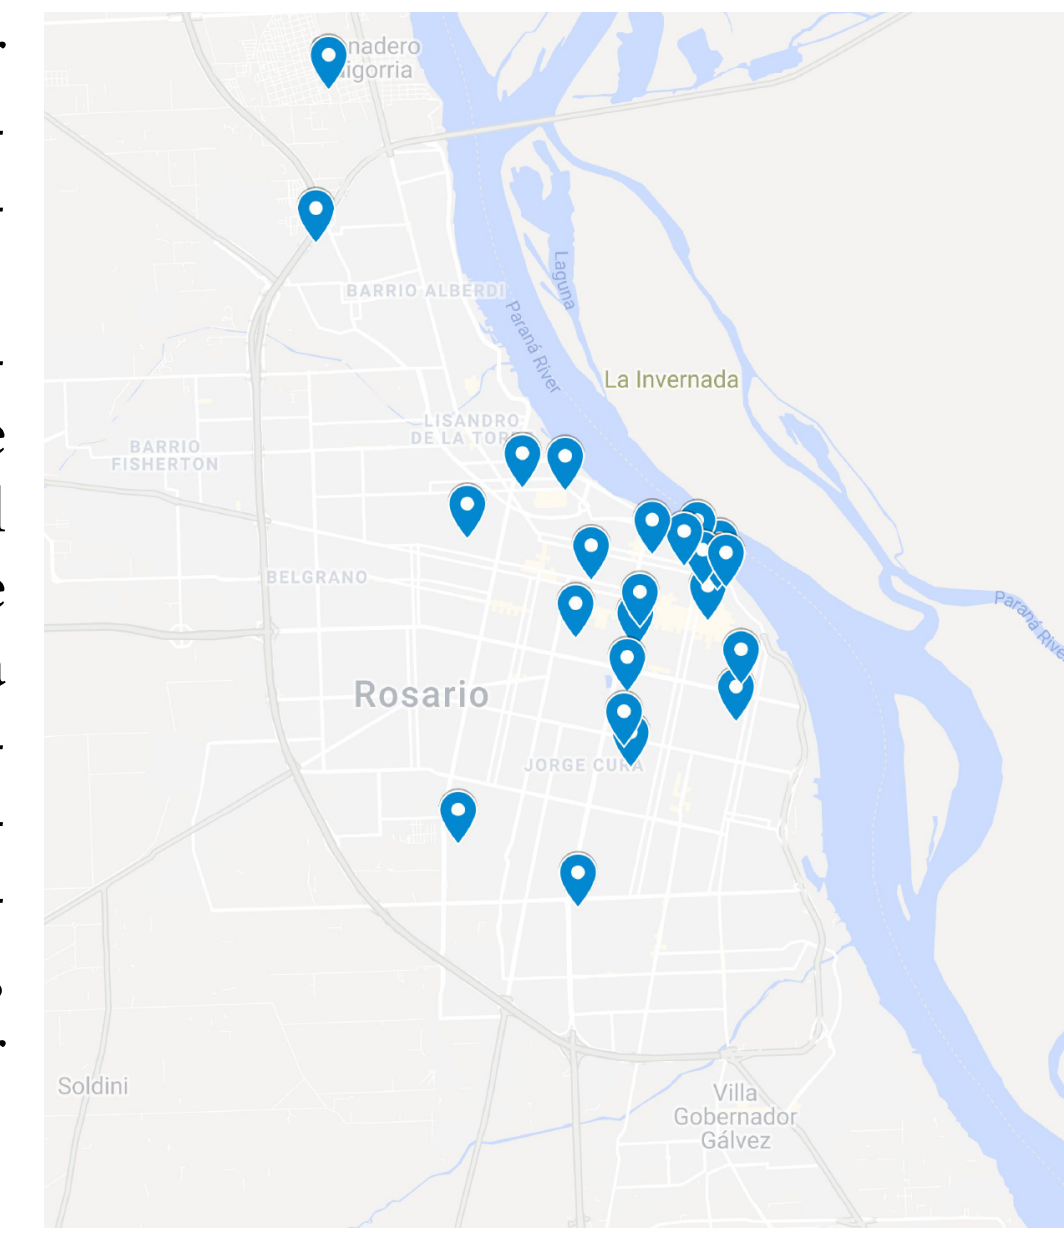 nadero
igorria
BARRIO ALBERDI
Laguna
Paraná River
La Invernada
LISANDRO
DE LA TOR
BARRIO
FISHERTON
BELGRANO
Paraná River
Rosario
JORGE CURA
Soldini
Villa
Gobernador
Gálvez